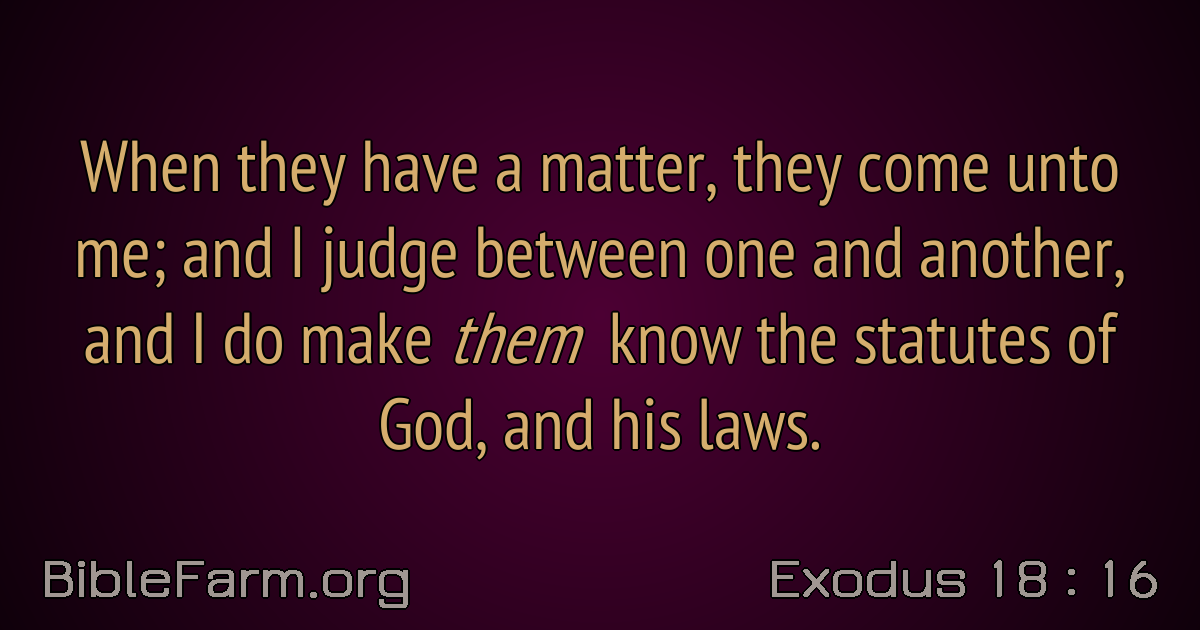 When they have a matter, they come unto
me; and I judge between one and another,
and I do make them know the statutes of
God, and his laws.
BibleFarm.org
Exodus 18 : 16